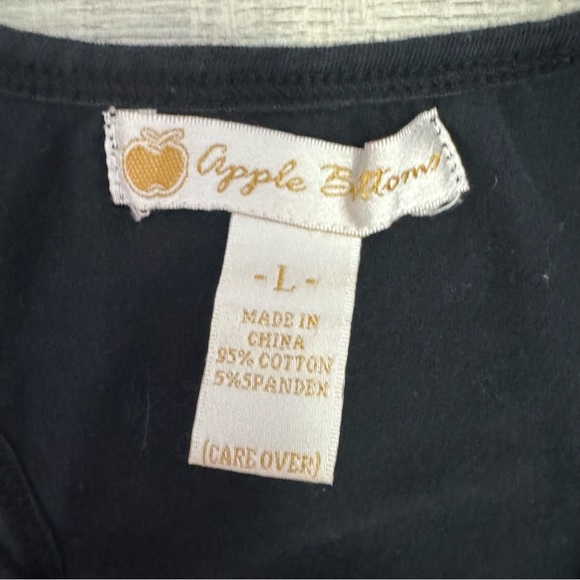 apple Bottoms
- L -
MADE IN
CHINA
95% COTTON
5%SPANDEX
(CARE OVER)